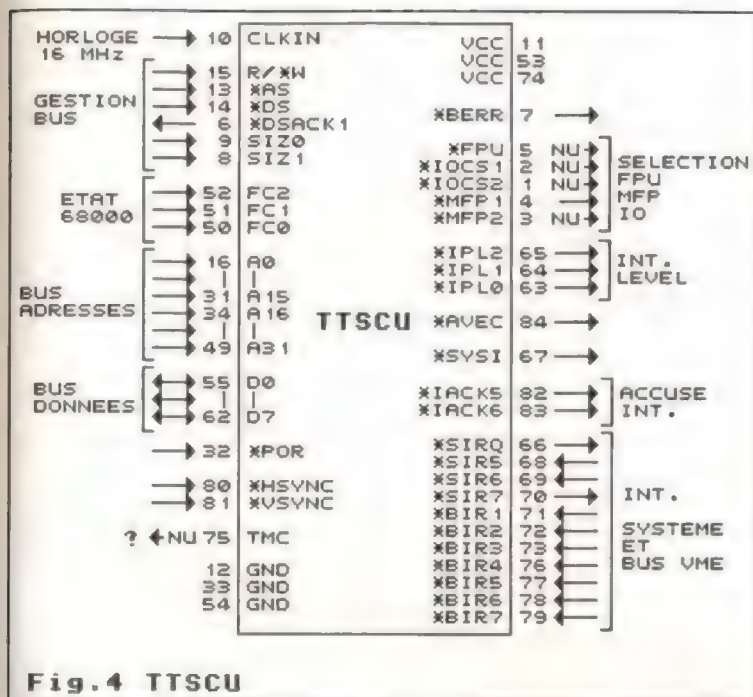 HORLOGE 10 CLKIN
16 MHz
GESTION
BUS
15 R/*W
13 *AS
14 *DS
6 *DSACK1
9 SIZ0
8 SIZ1
ETAT
68000
52 FC2
51 FC1
50 FC0
BUS
ADRESSES
16 A0
31 A15
34 A16
49 A31
BUS
DONNEES
55 D0
62 D7
32 *POR
80 *HSYNC
81 *VSYNC
? NU 75 TMC
12 GND
33 GND
54 GND
TTSCU
VCC 11
VCC 53
VCC 74
*BERR 7
*FPU 5 NU
*IOCS1 2 NU
*IOCS2 1 NU
*MFP1 4
*MFP2 3 NU
SELECTION
FPU
MFP
IO
*IPL2 65
*IPL1 64
*IPL0 63
INT.
LEVEL
*AVEC 84
*SYSI 67
*IACK5 82
*IACK6 83
ACCUSE
INT.
*SIRQ 66
*SIR5 68
*SIR6 69
*SIR7 70
*BIR1 71
*BIR2 72
*BIR3 73
*BIR4 76
*BIR5 77
*BIR6 78
*BIR7 79
INT.
SYSTEME
ET
BUS VME
Fig.4 TTSCU